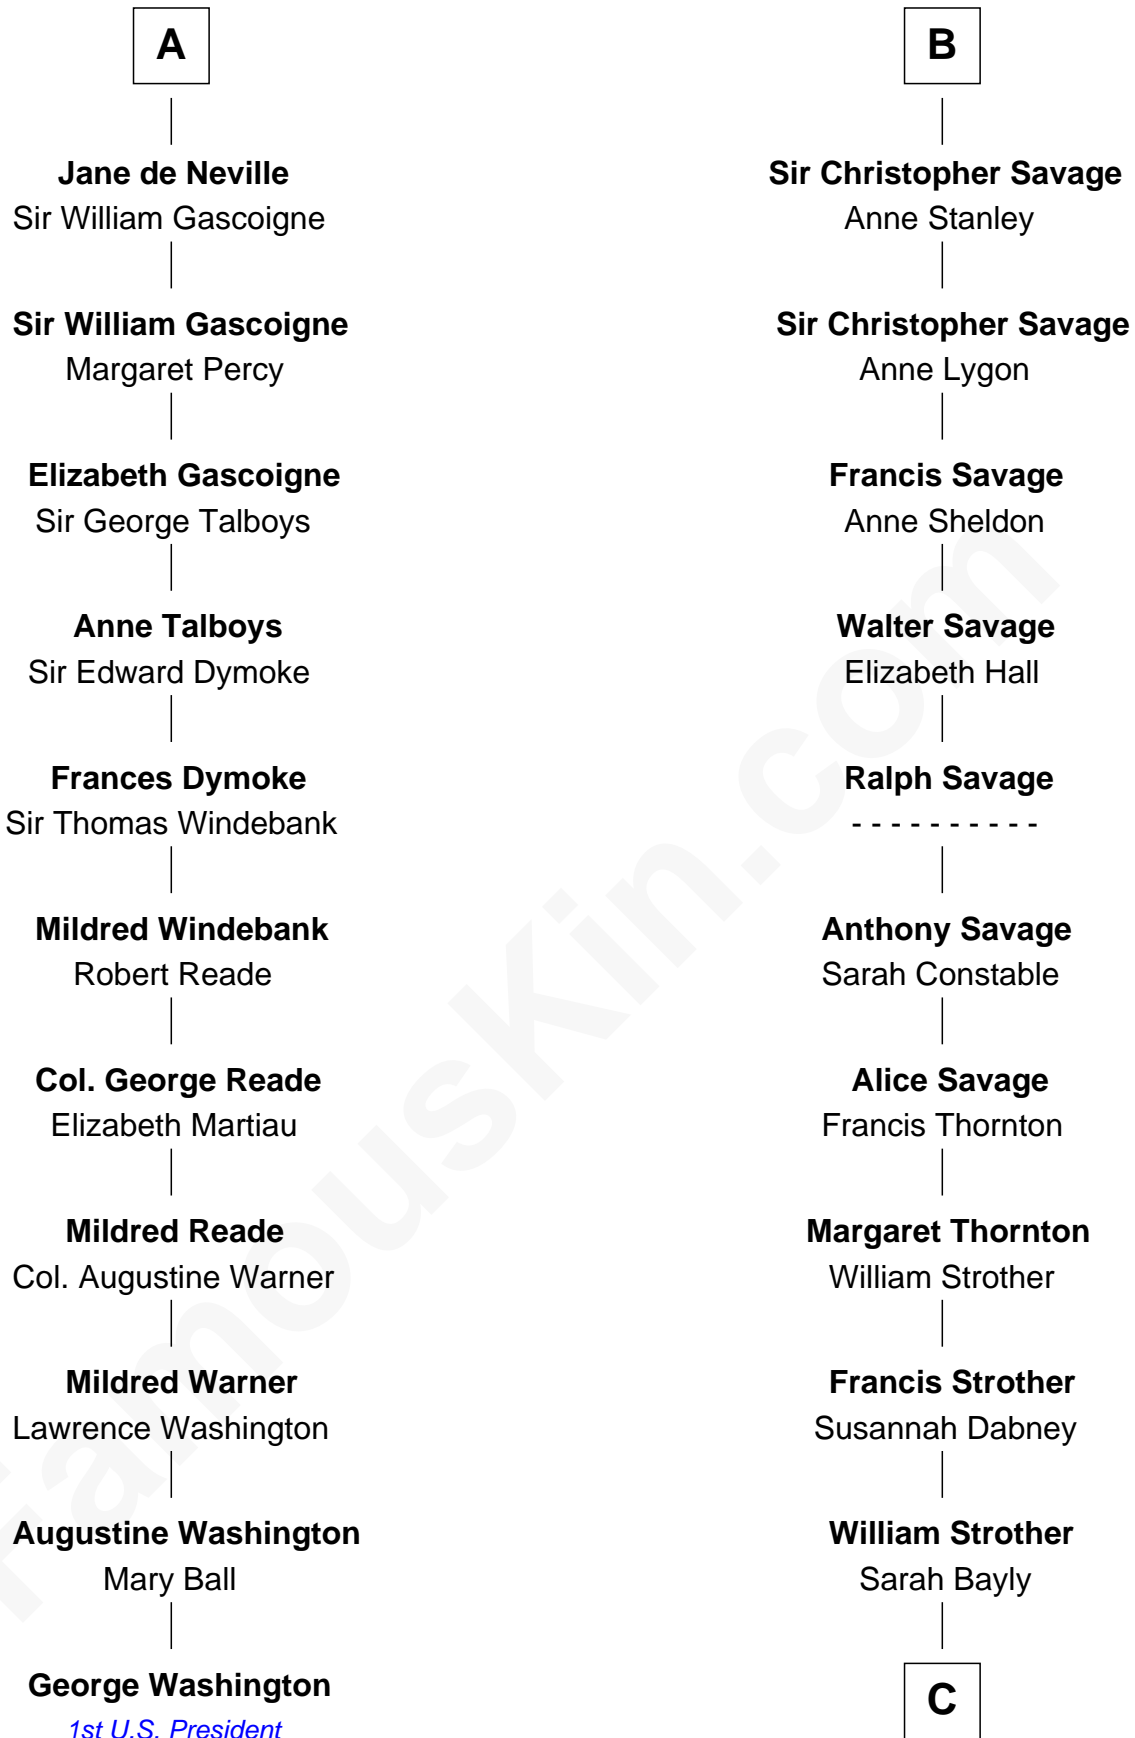 A
Jane de Neville
Sir William Gascoigne
Sir William Gascoigne
Margaret Percy
Elizabeth Gascoigne
Sir George Talboys
Anne Talboys
Sir Edward Dymoke
Frances Dymoke
Sir Thomas Windebank
Mildred Windebank
Robert Reade
Col. George Reade
Elizabeth Martiau
Mildred Reade
Col. Augustine Warner
Mildred Warner
Lawrence Washington
Augustine Washington
Mary Ball
George Washington
1st U.S. President
B
Sir Christopher Savage
Anne Stanley
Sir Christopher Savage
Anne Lygon
Francis Savage
Anne Sheldon
Walter Savage
Elizabeth Hall
Ralph Savage
- - - - - - - - - -
Anthony Savage
Sarah Constable
Alice Savage
Francis Thornton
Margaret Thornton
William Strother
Francis Strother
Susannah Dabney
William Strother
Sarah Bayly
C
FamousKin.com